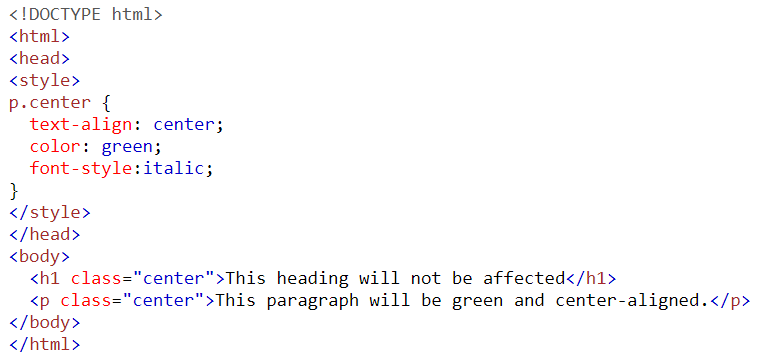 <!DOCTYPE html>
<html>
<head>
<style>
p.center {
  text-align: center;
  color: green;
  font-style:italic;
}
</style>
</head>
<body>
  <h1 class="center">This heading will not be affected</h1>
  <p class="center">This paragraph will be green and center-aligned.</p>
</body>
</html>